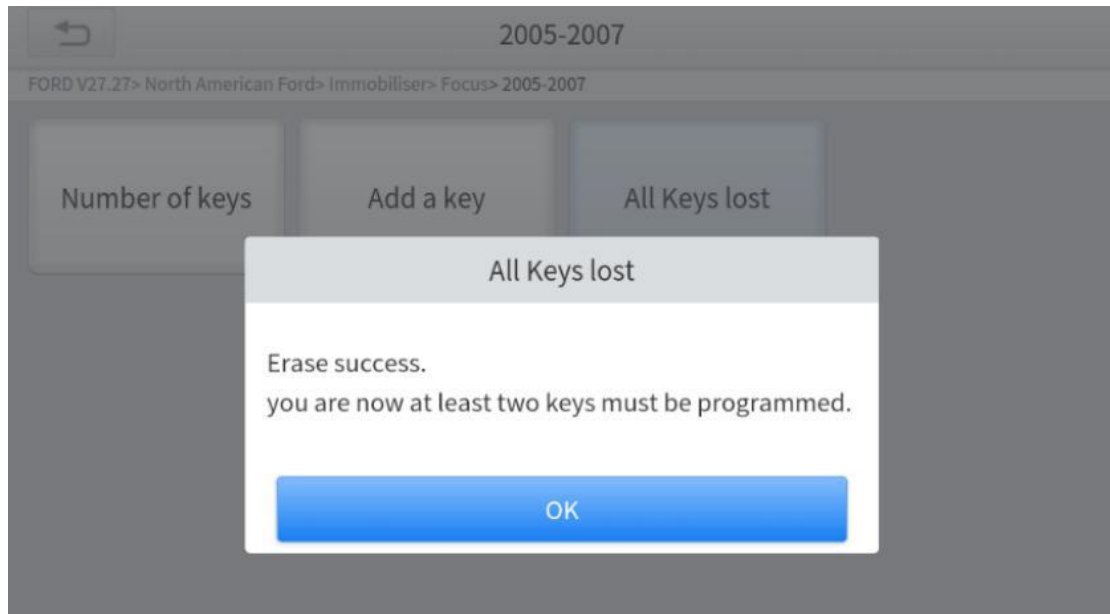 2005-2007
FORD V27.27> North American Ford> Immobiliser> Focus> 2005-2007
Number of keys
Add a key
All Keys lost
All Keys lost
Erase success.
you are now at least two keys must be programmed.
OK